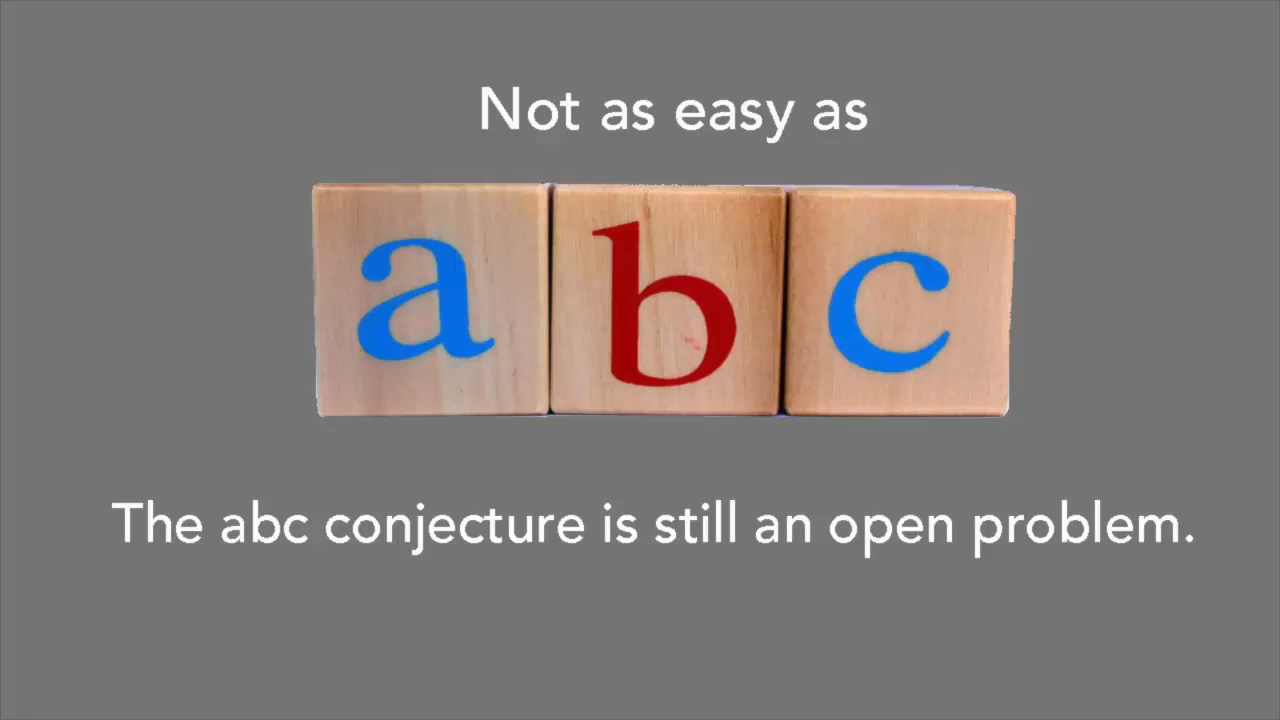 Not as easy as
a b c
The abc conjecture is still an open problem.